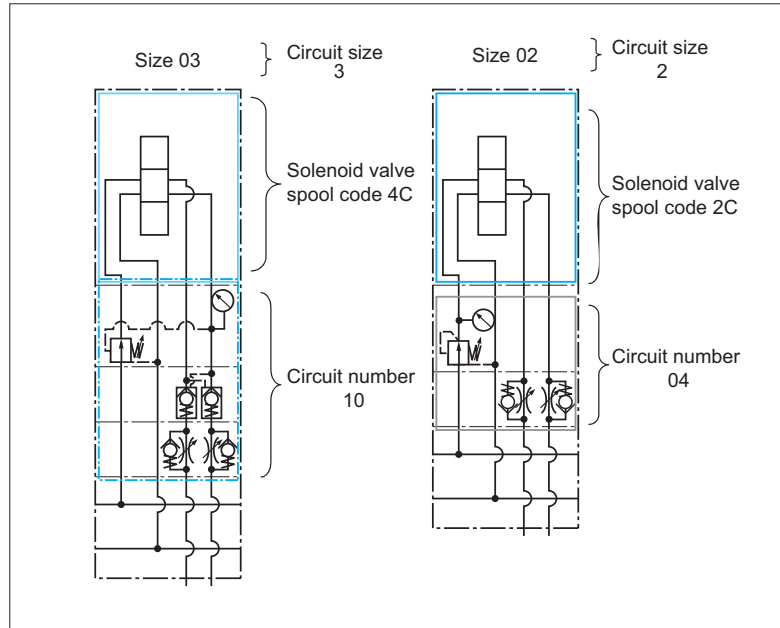 Size 03
Circuit size
3
Solenoid valve
spool code 4C
Circuit number
10
Size 02
Circuit size
2
Solenoid valve
spool code 2C
Circuit number
04